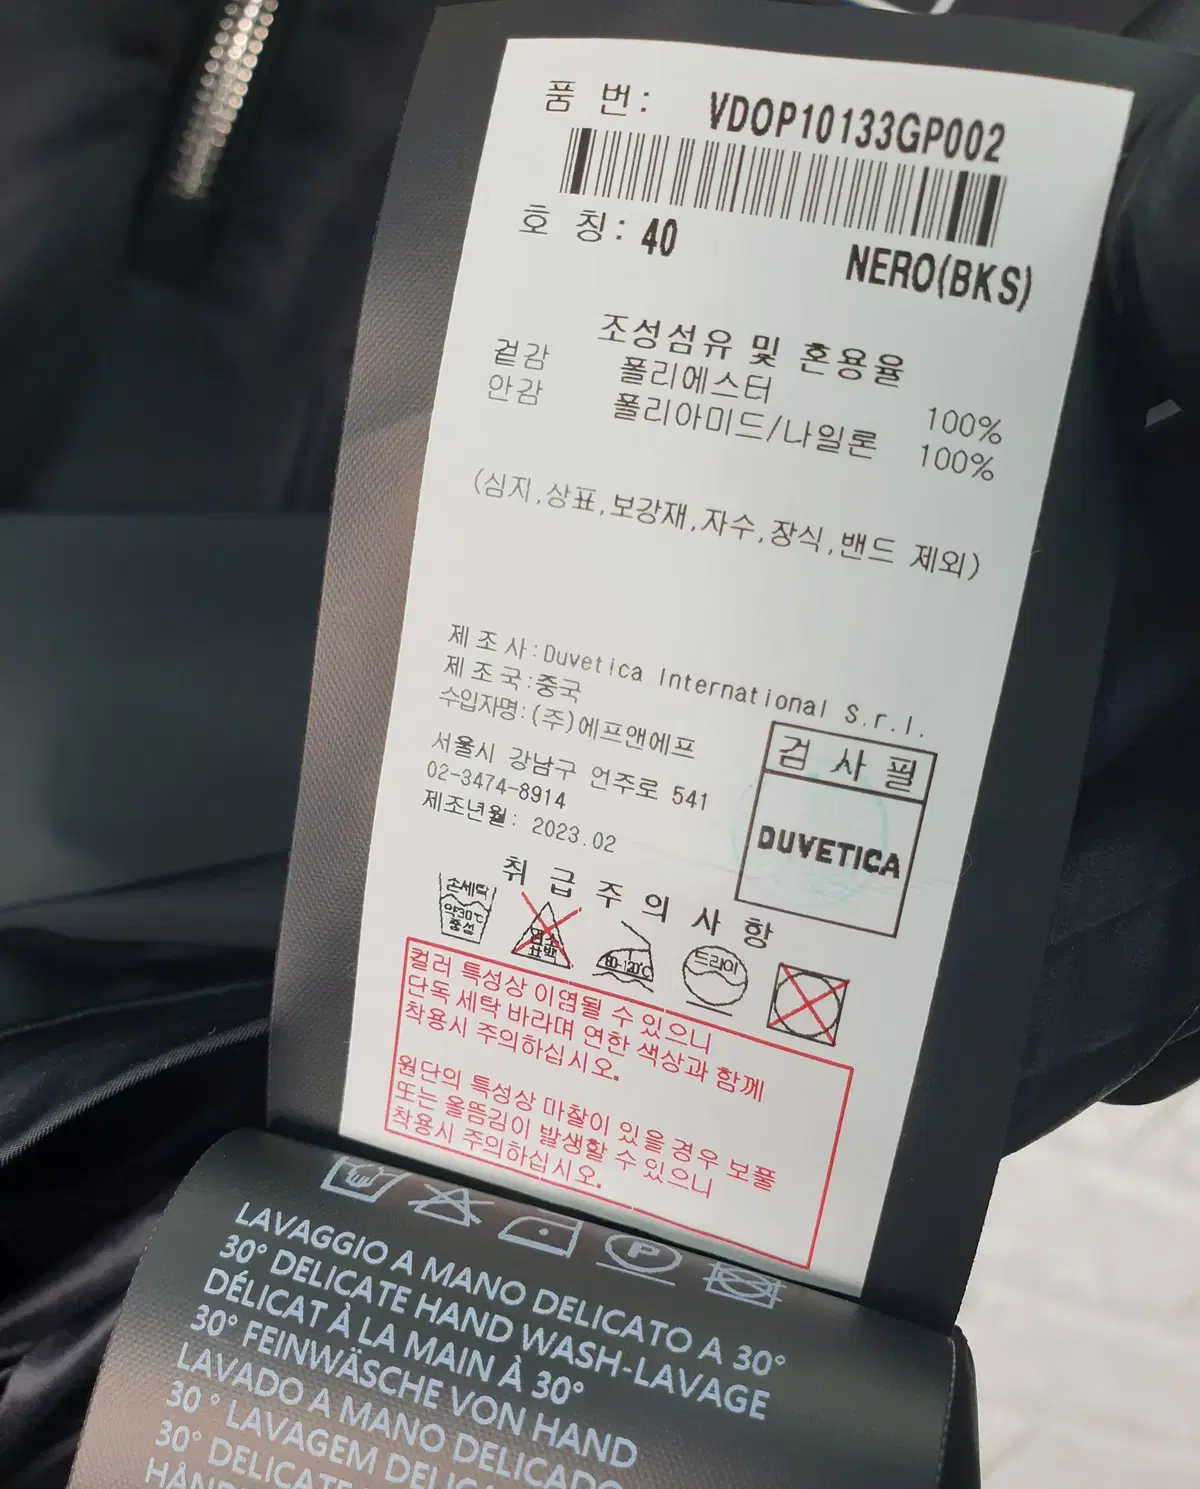 품 번: VDOP10133GP002
호 칭: 40
NERO(BKS)
조성섬유 및 혼용율
겉감 폴리에스터 100%
안감 폴리아미드/나일론 100%
(심지,상표,보강재,자수,장식,밴드 제외)
제조사:Duvetica International S.r.l.
제조국:중국
수입자명:(주)에프앤에프
서울시 강남구 언주로 541
02-3474-8914
제조년월: 2023.02
검사필
DUVETICA
취급주의사항
손세탁
약30℃
중성
염소
표백
80-120℃
드라이
컬러 특성상 이염될 수 있으니
단독 세탁 바라며 연한 색상과 함께
착용시 주의하십시오.
원단의 특성상 마찰이 있을 경우 보풀
또는 올뜯김이 발생할 수 있으니
착용시 주의하십시오.
P
LAVAGGIO A MANO DELICATO A 30°
30° DELICATE HAND WASH-LAVAGE
DÉLICAT À LA MAIN À 30°
30° FEINWÄSCHE VON HAND
LAVADO A MANO DELICADO
30° LAVAGEM DELIC
30° DELICATE
HÅND